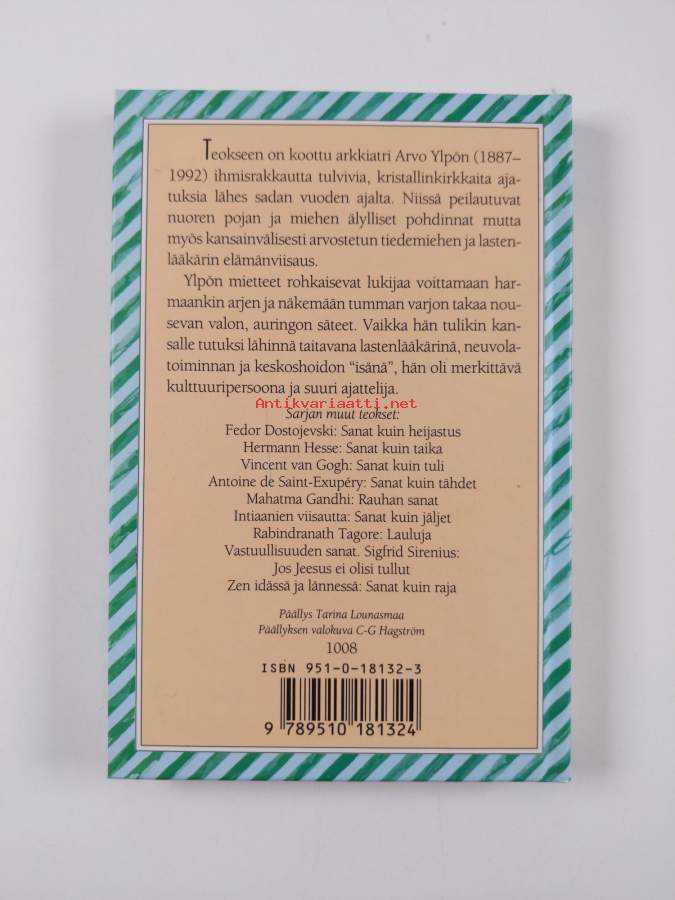 Teokseen on koottu arkkiatri Arvo Ylpön (1887–
1992) ihmisrakkautta tulvivia, kristallinkirkkaita aja-
tuksia lähes sadan vuoden ajalta. Niissä peilautuvat
nuoren pojan ja miehen älylliset pohdinnat mutta
myös kansainvälisesti arvostetun tiedemiehen ja lasten-
lääkärin elämänviisaus.
Ylpön mietteet rohkaisevat lukijaa voittamaan har-
maankin arjen ja näkemään tumman varjon takaa nou-
sevan valon, auringon säteet. Vaikka hän tulikin kan-
salle tutuksi lähinnä taitavana lastenlääkärinä, neuvola-
toiminnan ja keskoshoidon “isänä”, hän oli merkittävä
kulttuuripersoona ja suuri ajattelija.
Antikvariaatti.net
Sarjan muut teokset:
Fedor Dostojevski: Sanat kuin heijastus
Hermann Hesse: Sanat kuin taika
Vincent van Gogh: Sanat kuin tuli
Antoine de Saint-Exupéry: Sanat kuin tähdet
Mahatma Gandhi: Rauhan sanat
Intiaanien viisautta: Sanat kuin jäljet
Rabindranath Tagore: Lauluja
Vastuullisuuden sanat. Sigfrid Sirenius:
Jos Jeesus ei olisi tullut
Zen idässä ja lännessä: Sanat kuin raja
Päällys Tarina Lounasmaa
Päällyksen valokuva C-G Hagström
1008
ISBN 951-0-18132-3
9 789510 181324